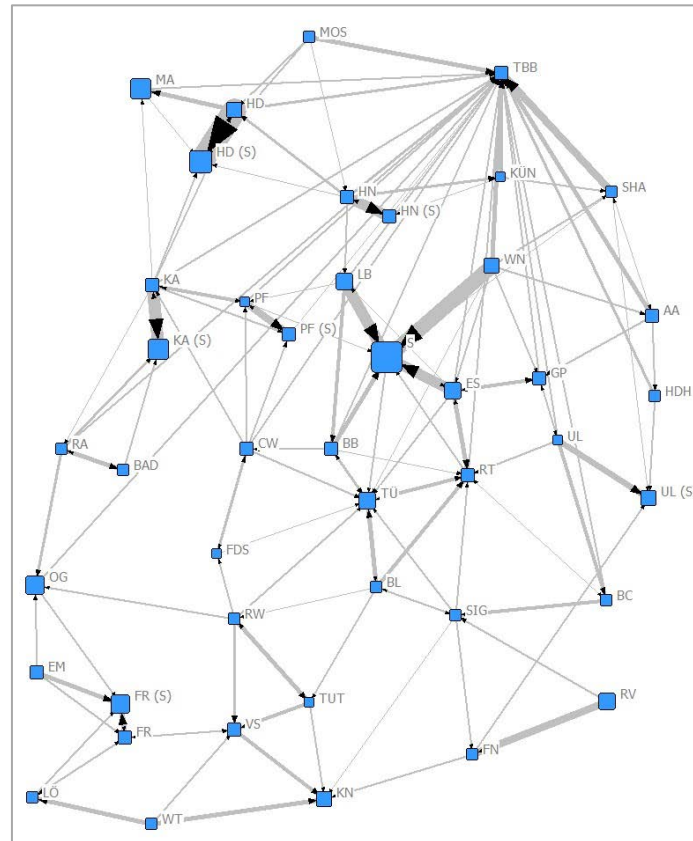 MOS
TBB
MA
HD
HD (S)
KÜN
SHA
HN
HN (S)
WN
LB
KA
PF
AA
PF (S)
S
KA (S)
GP
ES
HDH
UL
RA
CW
BB
BAD
RT
UL (S)
TÜ
FDS
OG
BL
BC
RW
SIG
EM
FR (S)
TUT
RV
VS
FR
FN
LÖ
KN
WT